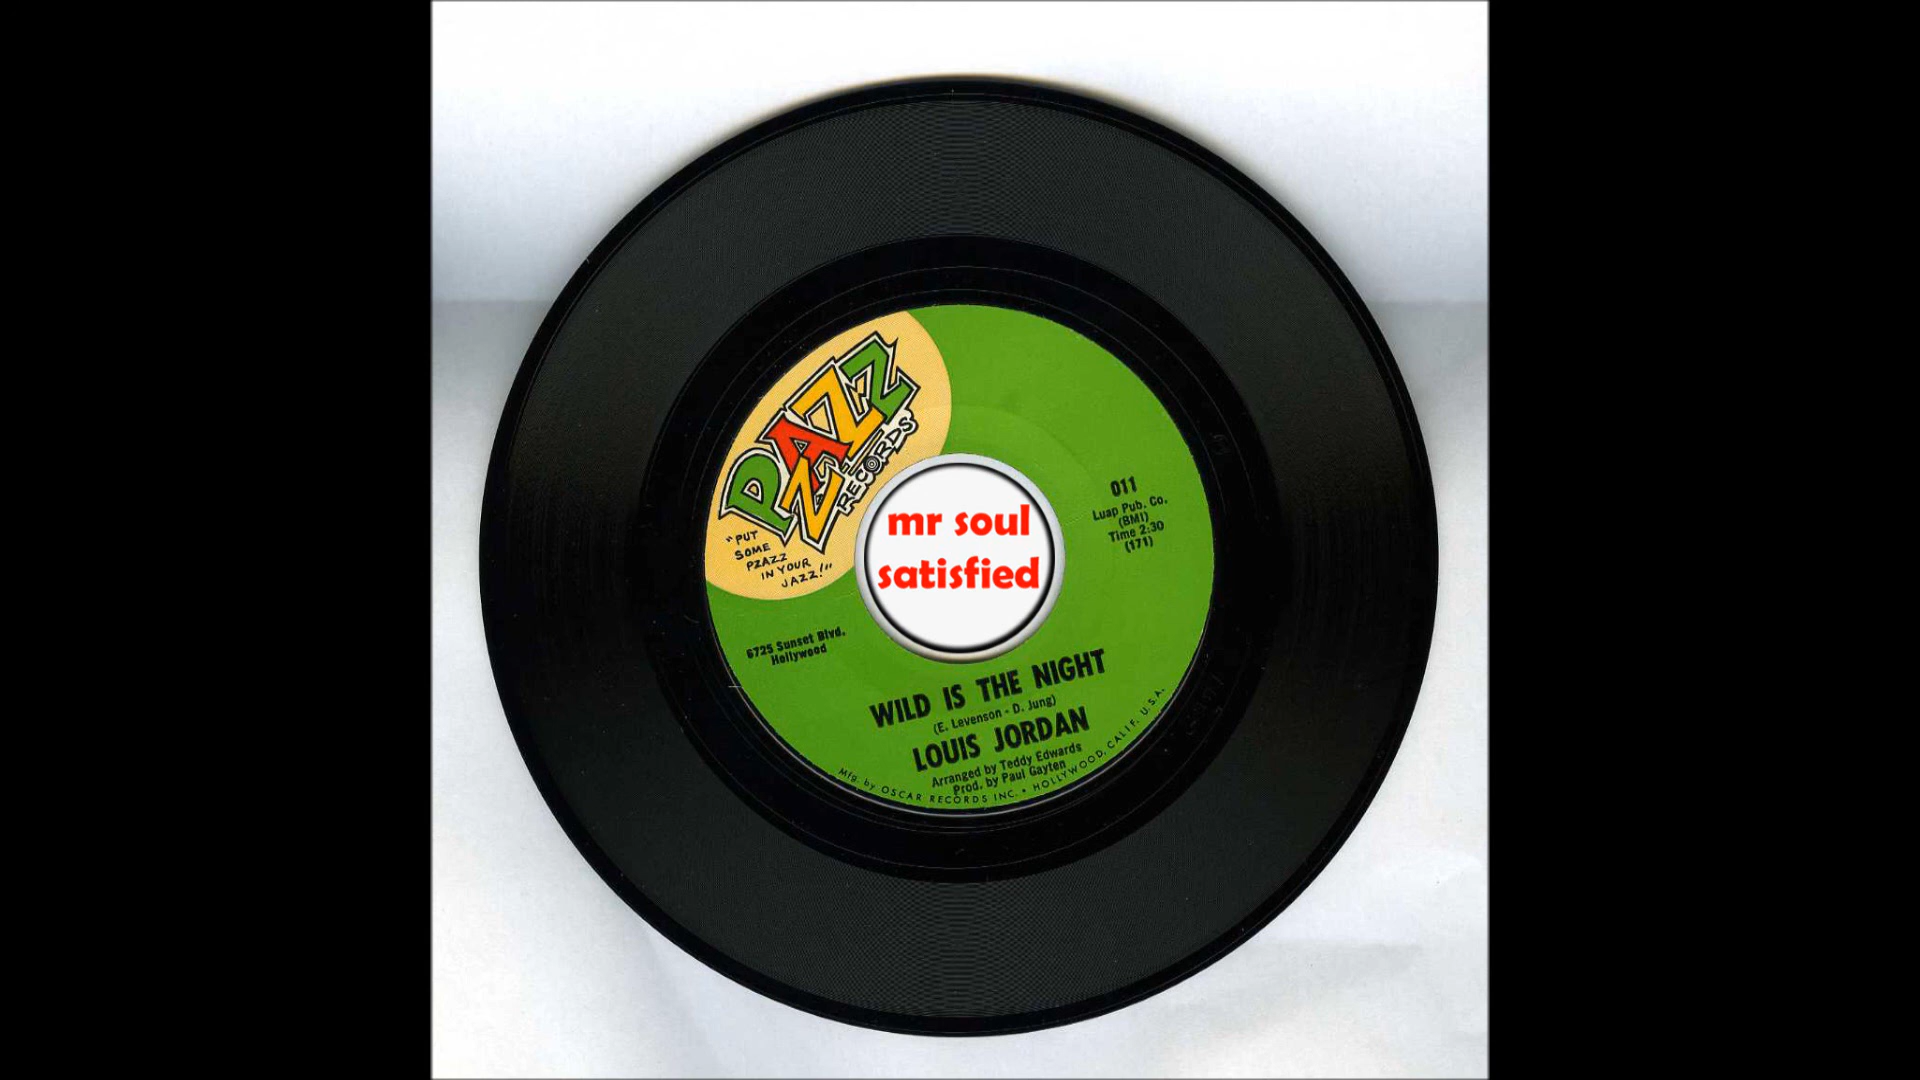 PZAZZ
RECORDS
"PUT
SOME
PZAZZ
IN YOUR
JAZZ!"
6725 Sunset Blvd.
Hollywood
mr soul
satisfied
011
Luap Pub. Co.
(BMI)
Time 2:30
(171)
WILD IS THE NIGHT
(E. Levenson - D. Jung)
LOUIS JORDAN
Arranged by Teddy Edwards
Prod. by Paul Gayten
Mfg. by OSCAR RECORDS INC. • HOLLYWOOD, CALIF. U.S.A.